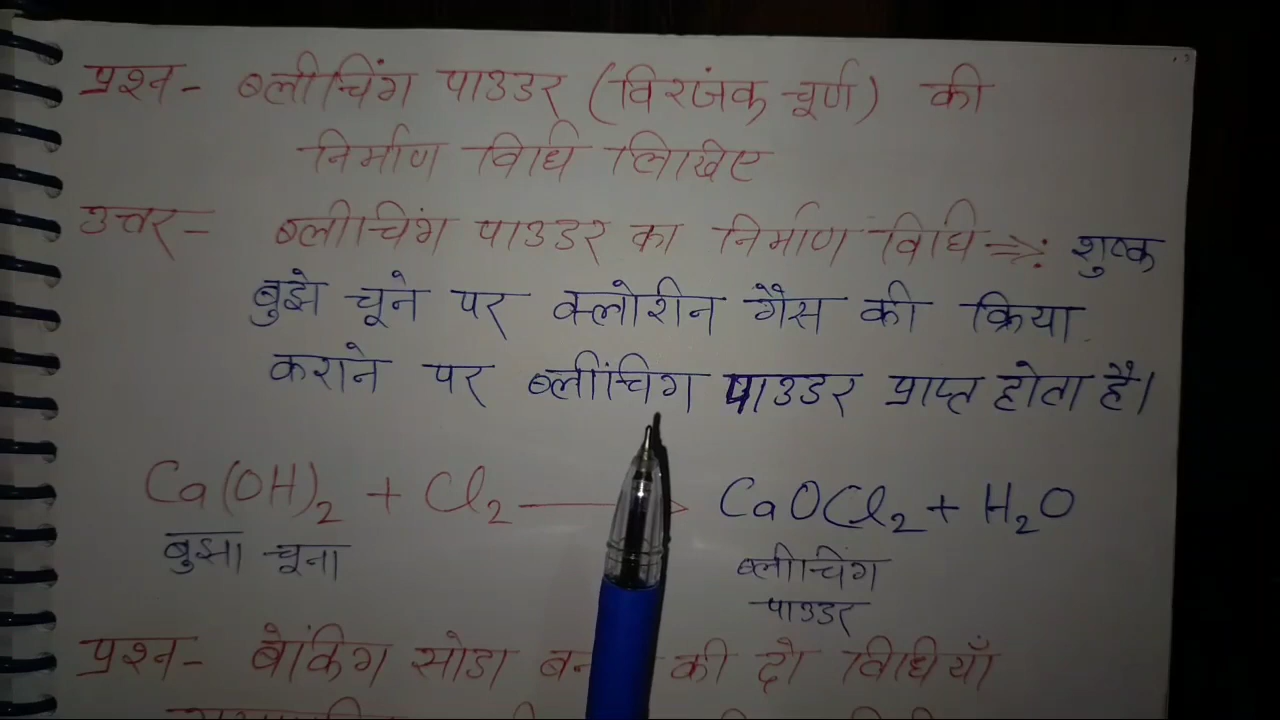 प्रश्न- ब्लीचिंग पाउडर (विरंजक चूर्ण) की
निर्माण विधि लिखिए
उत्तर- ब्लीचिंग पाउडर का निर्माण विधि ⇒: शुष्क
बुझे चूने पर क्लोरीन गैस की क्रिया
कराने पर ब्लींचिग पाउडर प्राप्त होता है।
Ca(OH)₂ + Cl₂ → CaOCl₂ + H₂O
बुझा चूना ब्लीचिंग
पाउडर
प्रश्न- बेकिंग सोडा की दो विधियाँ